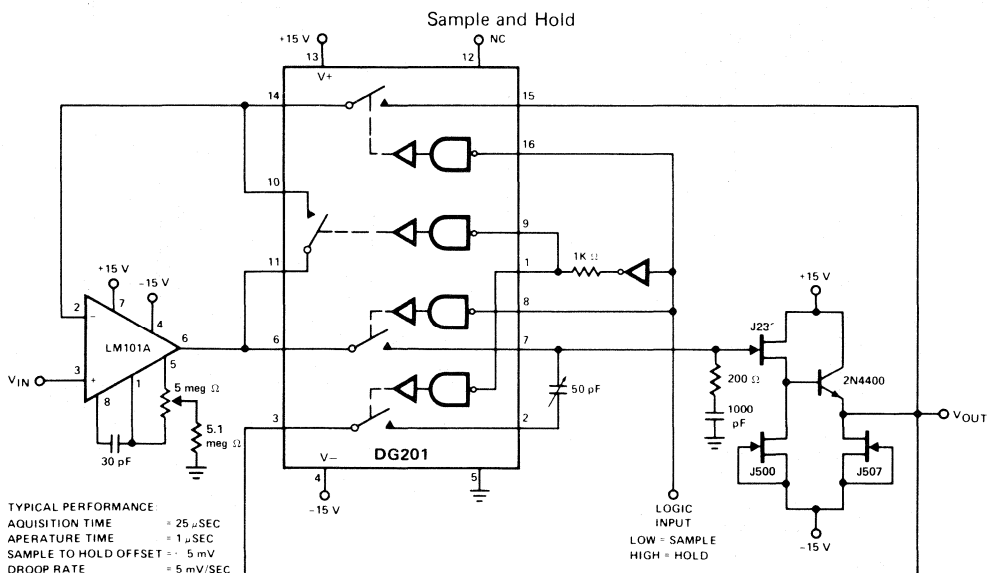 Sample and Hold
+15 V
NC
13
12
V+
14
15
16
10
9
1
1K Ω
11
8
+15 V
-15 V
7
4
2
−
LM101A
6
6
7
+15 V
VIN
3
+
5
1
8
5 meg Ω
5.1
meg Ω
30 pF
50 pF
200 Ω
1000
pF
2N4400
VOUT
3
2
DG201
V−
4
5
-15 V
J500
J507
-15 V
LOGIC
INPUT
LOW = SAMPLE
HIGH = HOLD
TYPICAL PERFORMANCE:
AQUISITION TIME = 25 μSEC
APERATURE TIME = 1 μSEC
SAMPLE TO HOLD OFFSET = 5 mV
DROOP RATE = 5 mV/SEC